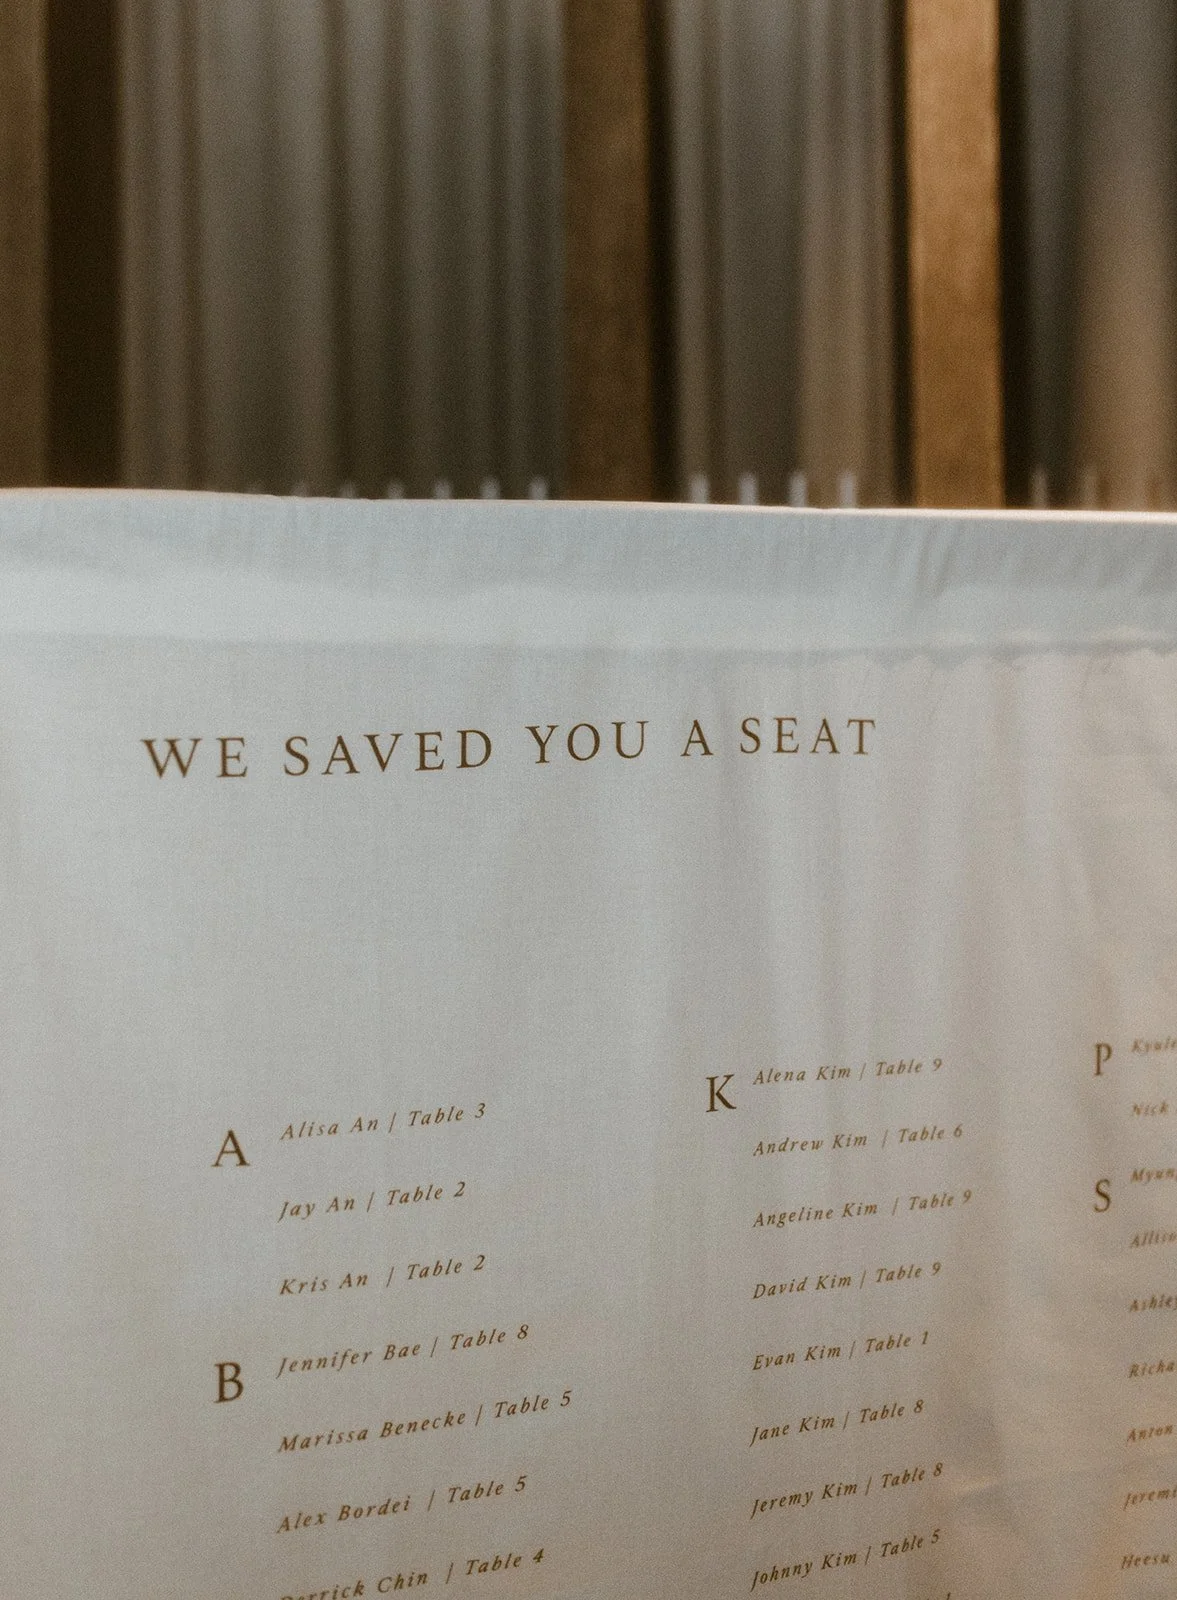 WE SAVED YOU A SEAT
A
Alisa An | Table 3
Jay An | Table 2
Kris An | Table 2
B
Jennifer Bae | Table 8
Marissa Benecke | Table 5
Alex Bordei | Table 5
Chin | Table 4
K
Alena Kim | Table 9
Andrew Kim | Table 6
Angeline Kim | Table 9
David Kim | Table 9
Evan Kim | Table 1
Jane Kim | Table 8
Jeremy Kim | Table 8
Johnny Kim | Table 5
P
Nick
S
Heesu